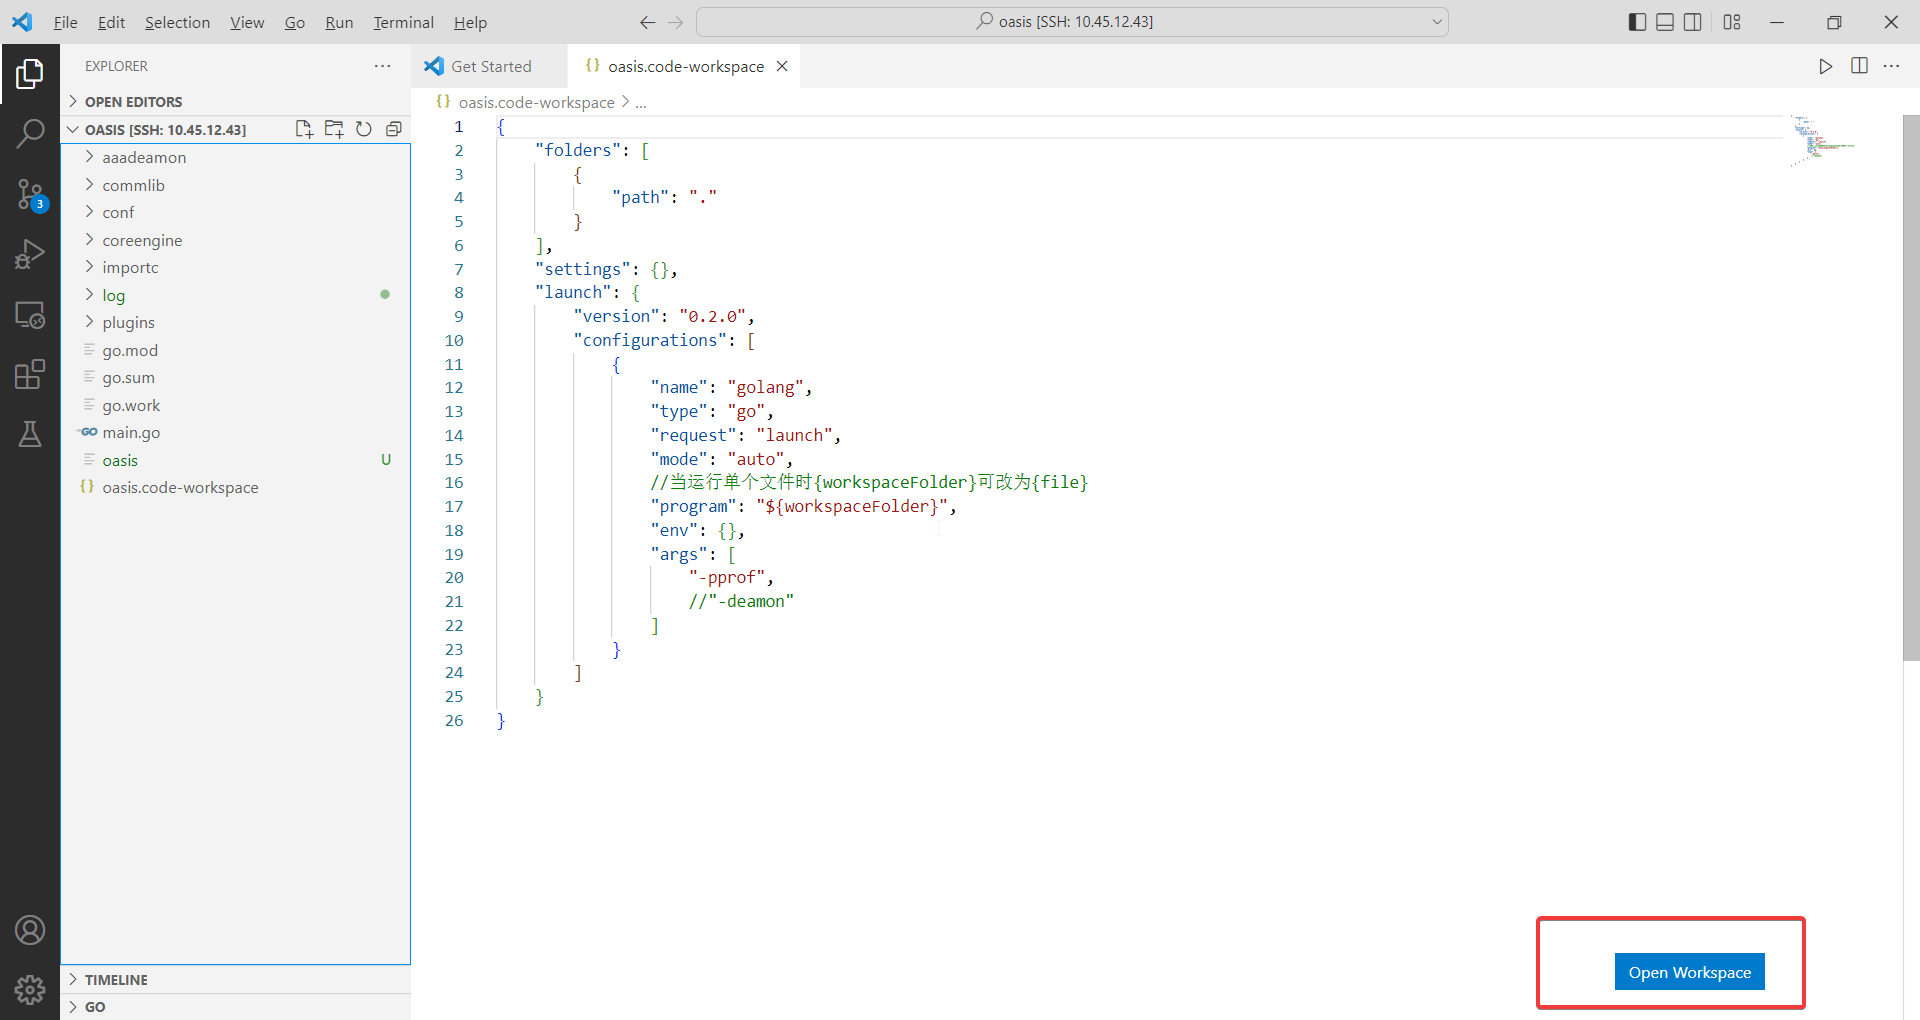 File Edit Selection View Go Run Terminal Help
oasis [SSH: 10.45.12.43]
EXPLORER
OPEN EDITORS
OASIS [SSH: 10.45.12.43]
aaadeamon
commlib
conf
coreengine
importc
log
plugins
go.mod
go.sum
go.work
GO main.go
oasis U
{} oasis.code-workspace
TIMELINE
GO
3
Get Started
{} oasis.code-workspace
{} oasis.code-workspace > ...
1 {
2 "folders": [
3 {
4 "path": "."
5 }
6 ],
7 "settings": {},
8 "launch": {
9 "version": "0.2.0",
10 "configurations": [
11 {
12 "name": "golang",
13 "type": "go",
14 "request": "launch",
15 "mode": "auto",
16 //当运行单个文件时{workspaceFolder}可改为{file}
17 "program": "${workspaceFolder}",
18 "env": {},
19 "args": [
20 "-pprof",
21 //"-deamon"
22 ]
23 }
24 ]
25 }
26 }
Open Workspace